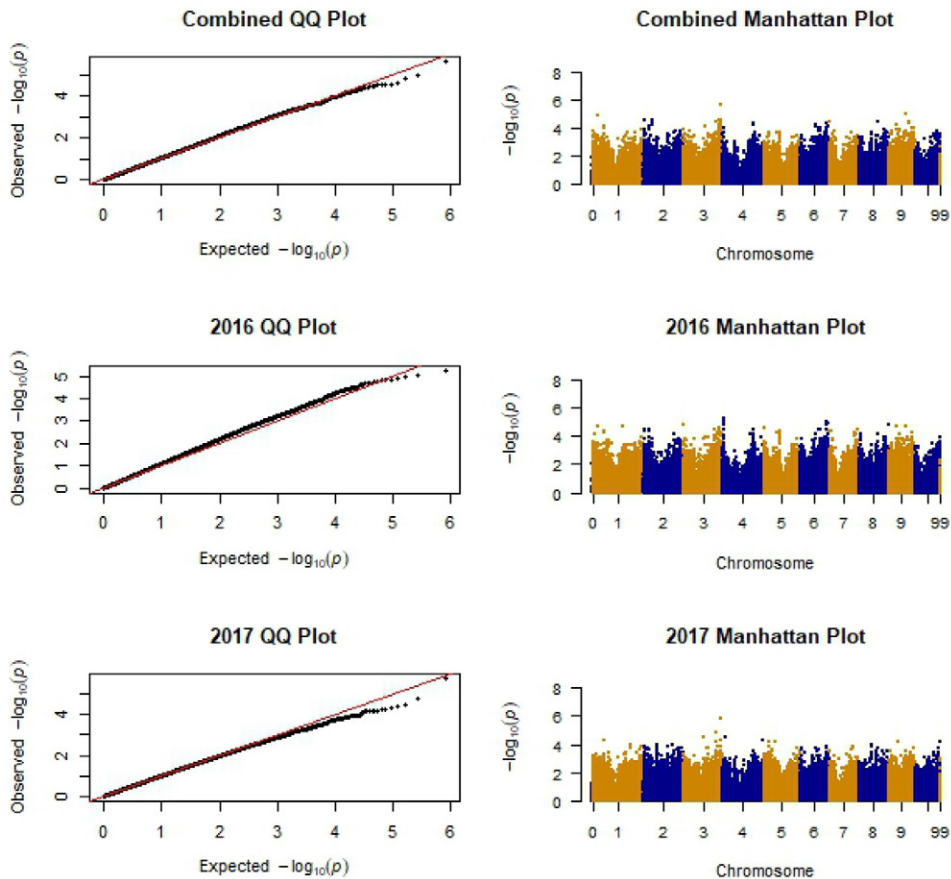 Combined QQ Plot
Observed −log₁₀(p)
4
2
0
0 1 2 3 4 5 6
Expected −log₁₀(p)
Combined Manhattan Plot
−log₁₀(p)
8
6
4
2
0
0 1 2 3 4 5 6 7 8 9 99
Chromosome
2016 QQ Plot
Observed −log₁₀(p)
5
4
3
2
1
0
0 1 2 3 4 5 6
Expected −log₁₀(p)
2016 Manhattan Plot
−log₁₀(p)
8
6
4
2
0
0 1 2 3 4 5 6 7 8 9 99
Chromosome
2017 QQ Plot
Observed −log₁₀(p)
4
2
0
0 1 2 3 4 5 6
Expected −log₁₀(p)
2017 Manhattan Plot
−log₁₀(p)
8
6
4
2
0
0 1 2 3 4 5 6 7 8 9 99
Chromosome